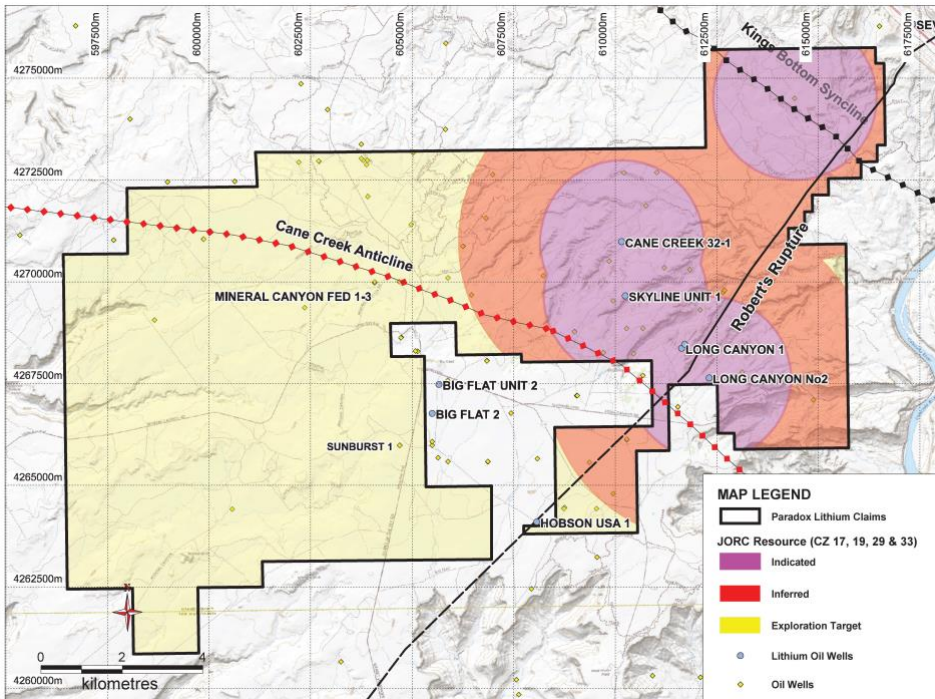 597500m
600000m
602500m
605000m
607500m
610000m
612500m
615000m
617500m
SEV
4275000m
4272500m
4270000m
4267500m
4265000m
4262500m
4260000m
Kings Bottom Syncline
Cane Creek Anticline
Robert's Rupture
CANE CREEK 32-1
MINERAL CANYON FED 1-3
SKYLINE UNIT 1
LONG CANYON 1
LONG CANYON No2
BIG FLAT UNIT 2
BIG FLAT 2
SUNBURST 1
HOBSON USA 1
MAP LEGEND
Paradox Lithium Claims
JORC Resource (CZ 17, 19, 29 & 33)
Indicated
Inferred
Exploration Target
Lithium Oil Wells
Oil Wells
0 2 4
kilometres